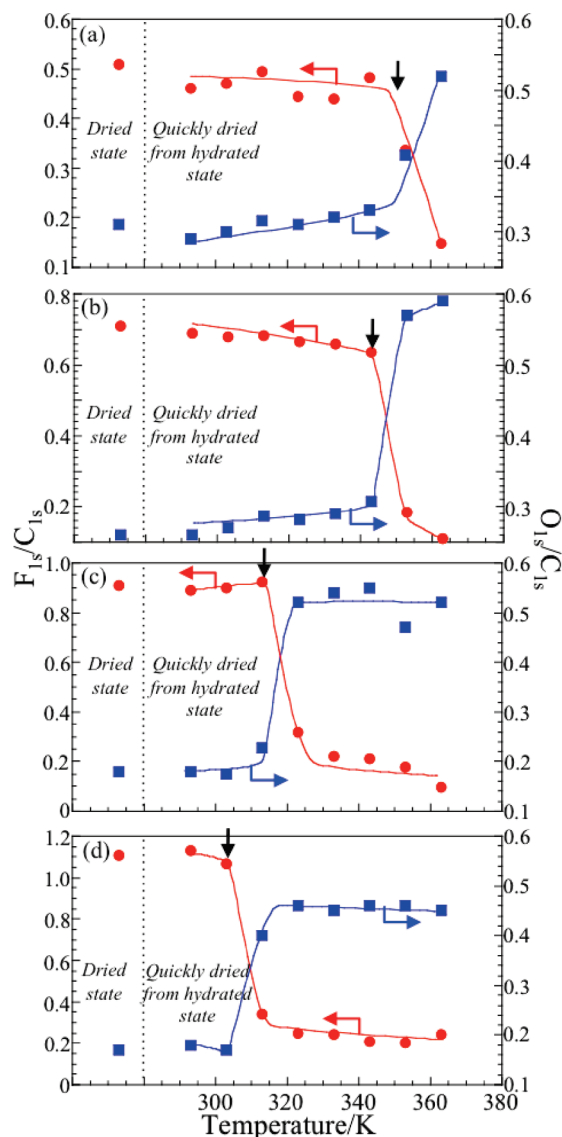 (a)
0.6
0.5
0.4
0.3
0.2
0.1
Dried
state
Quickly dried
from hydrated
state
0.6
0.5
0.4
0.3
280
300
320
340
360
380
(b)
0.8
0.6
0.4
0.2
Dried
state
Quickly dried
from hydrated
state
0.6
0.5
0.4
0.3
F1s/C1s
O1s/C1s
(c)
1.0
0.8
0.6
0.4
0.2
0
Dried
state
Quickly dried
from hydrated
state
0.6
0.5
0.4
0.3
0.2
0.1
(d)
1.2
1.0
0.8
0.6
0.4
0.2
0
Dried
state
Quickly dried
from hydrated
state
0.6
0.5
0.4
0.3
0.2
0.1
300
320
340
360
380
Temperature/K